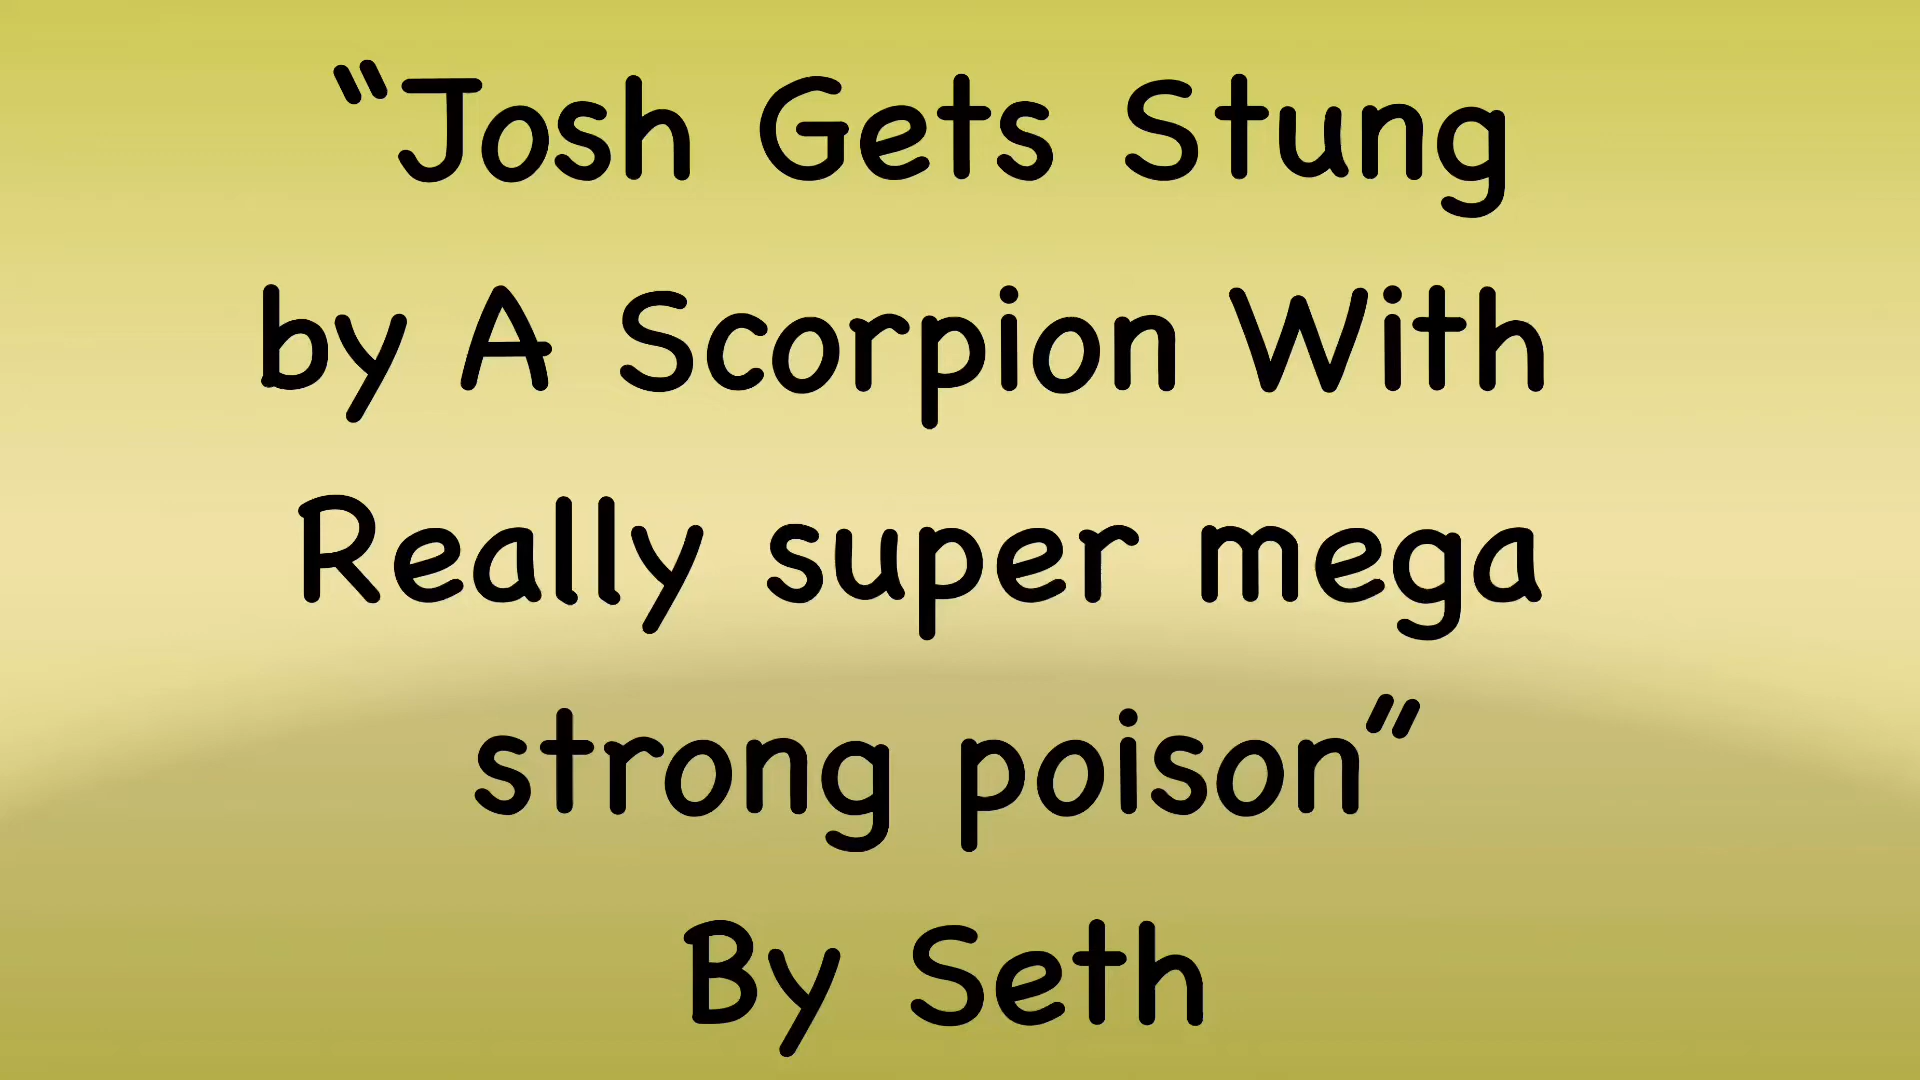 “Josh Gets Stung
by A Scorpion With
Really super mega
strong poison”
By Seth